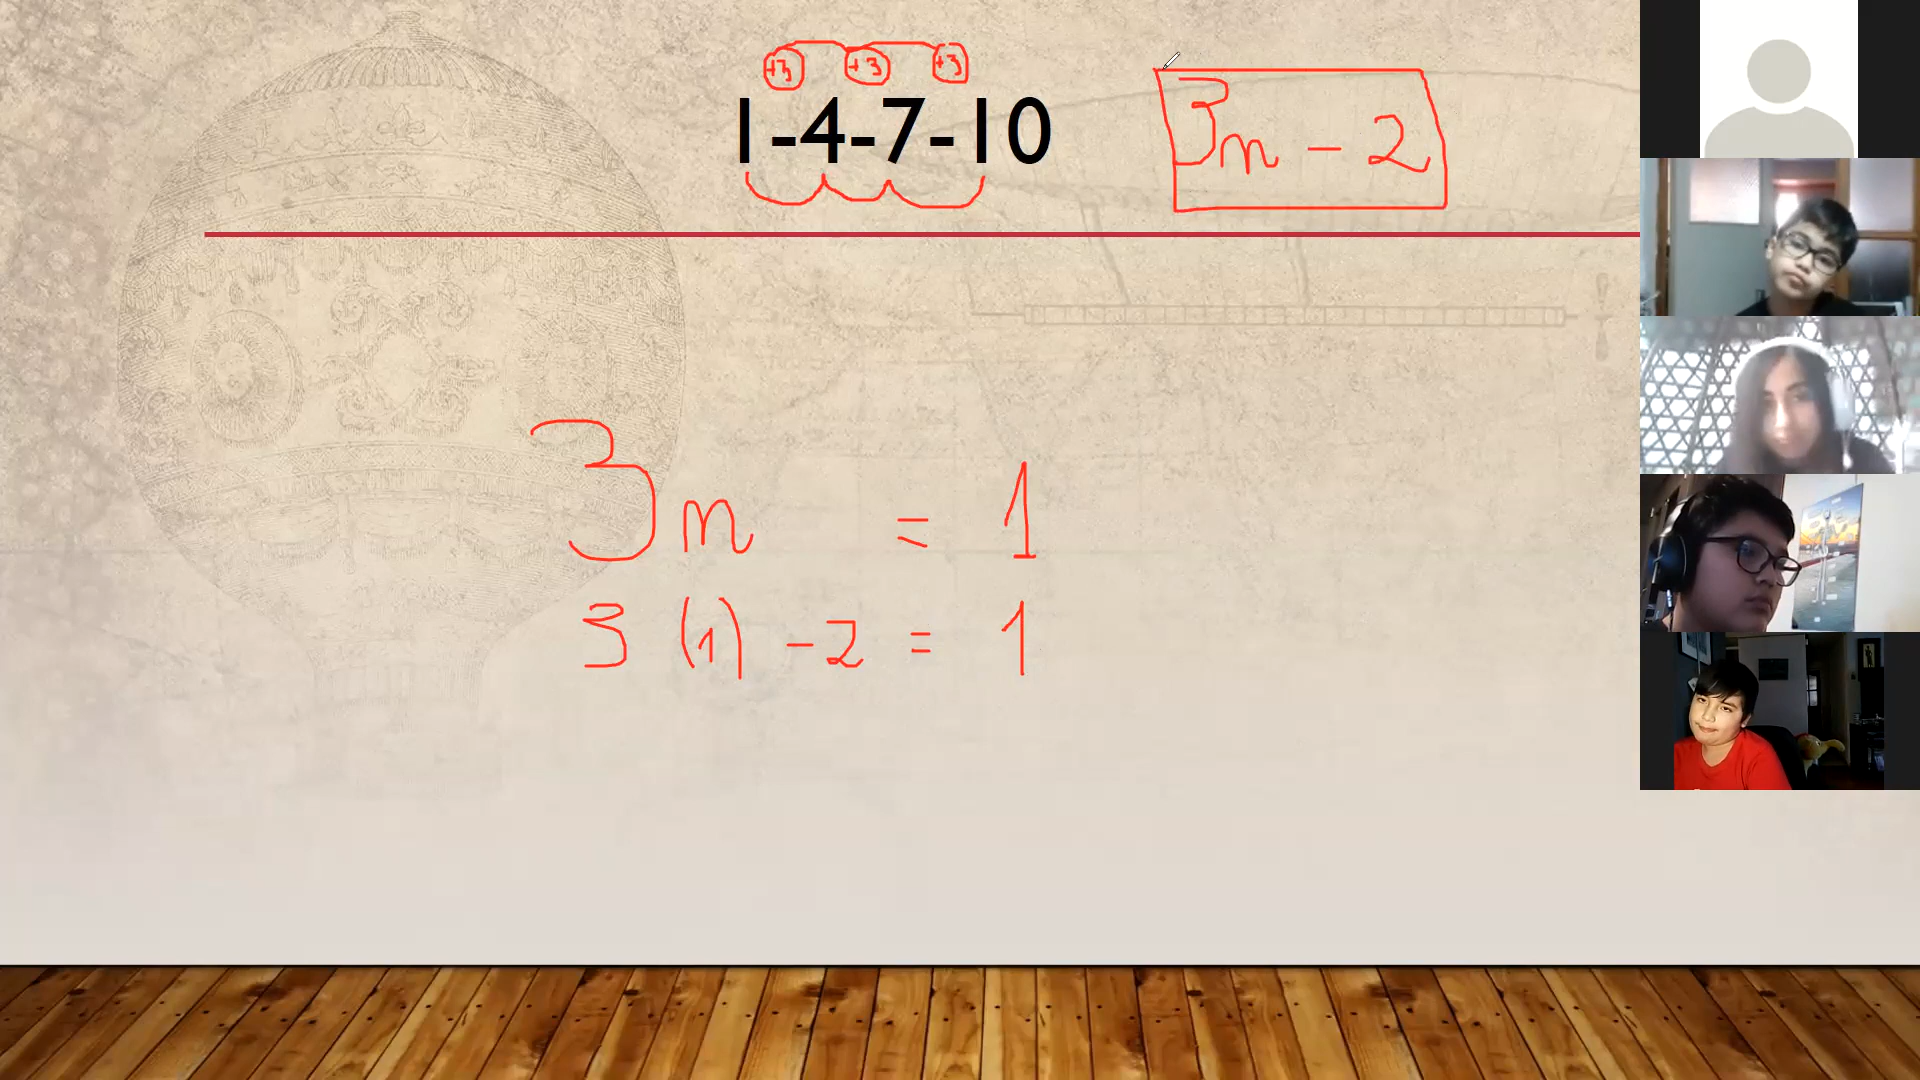 +3 +3 +3
1-4-7-10
3n - 2
3n = 1
3 (1) - 2 = 1